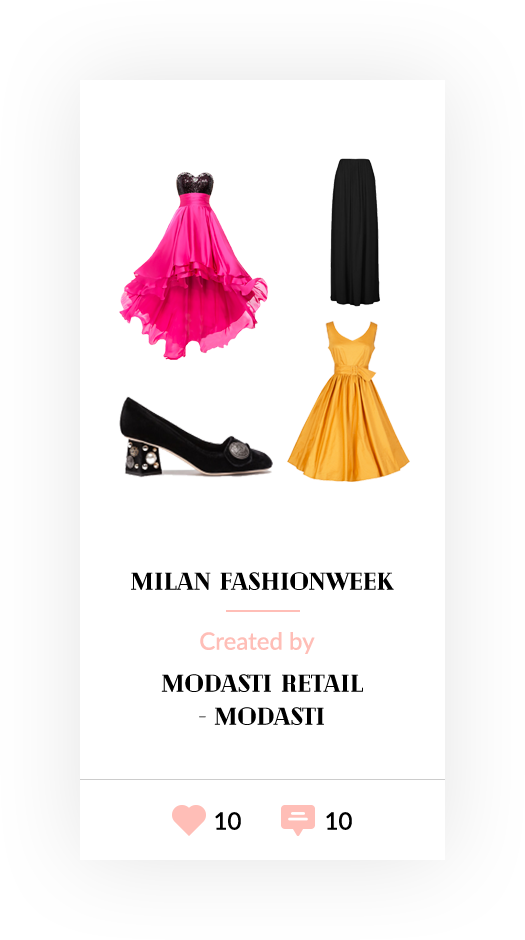 MILAN FASHIONWEEK
Created by
MODASTI RETAIL
- MODASTI
10 10